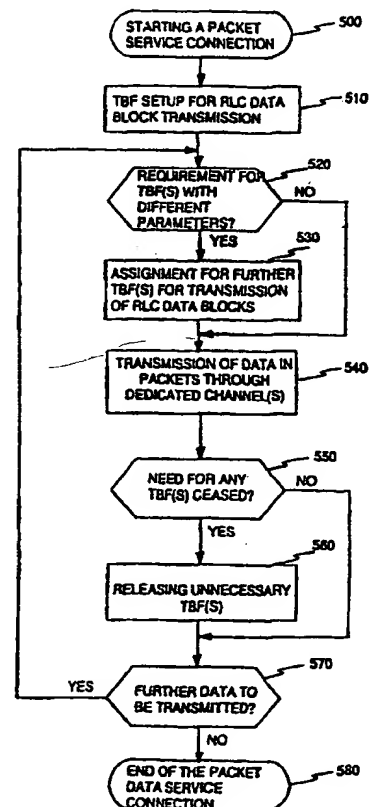 STARTING A PACKET
SERVICE CONNECTION
500
TBF SETUP FOR RLC DATA
BLOCK TRANSMISSION
510
520
REQUIREMENT FOR
TBF(S) WITH
DIFFERENT
PARAMETERS?
NO
YES
530
ASSIGNMENT FOR FURTHER
TBF(S) FOR TRANSMISSION
OF RLC DATA BLOCKS
TRANSMISSION OF DATA IN
PACKETS THROUGH
DEDICATED CHANNEL(S)
540
550
NEED FOR ANY
TBF(S) CEASED?
NO
YES
560
RELEASING UNNECESSARY
TBF(S)
570
YES
FURTHER DATA TO
BE TRANSMITTED?
NO
END OF THE PACKET
DATA SERVICE
CONNECTION
580